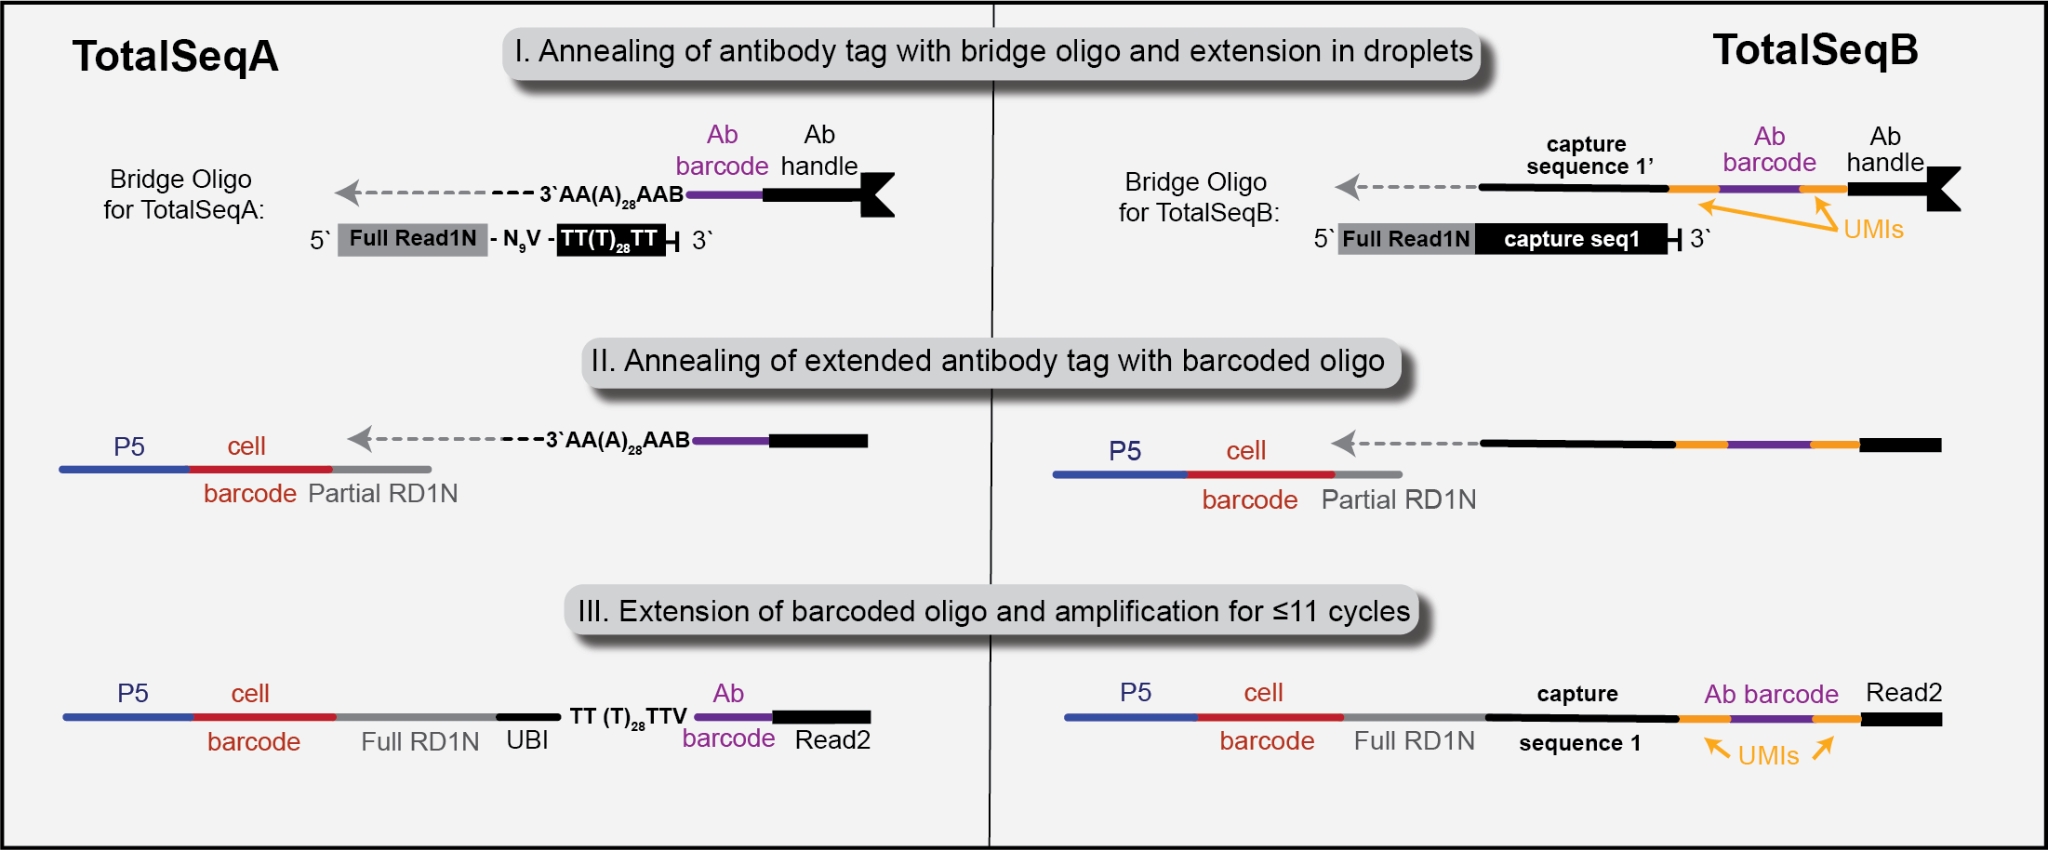 TotalSeqA
I. Annealing of antibody tag with bridge oligo and extension in droplets
TotalSeqB
Bridge Oligo
for TotalSeqA:
Ab
barcode
Ab
handle
3`AA(A)28AAB
5`
Full Read1N
- N9V -
TT(T)28TT
3`
Bridge Oligo
for TotalSeqB:
capture
sequence 1’
Ab
barcode
Ab
handle
UMIs
5`
Full Read1N
capture seq1
3`
II. Annealing of extended antibody tag with barcoded oligo
P5
cell
barcode
Partial RD1N
3`AA(A)28AAB
P5
cell
barcode
Partial RD1N
III. Extension of barcoded oligo and amplification for ≤11 cycles
P5
cell
barcode
Full RD1N
UBI
TT (T)28TTV
Ab
barcode
Read2
P5
cell
barcode
Full RD1N
capture
sequence 1
Ab barcode
UMIs
Read2